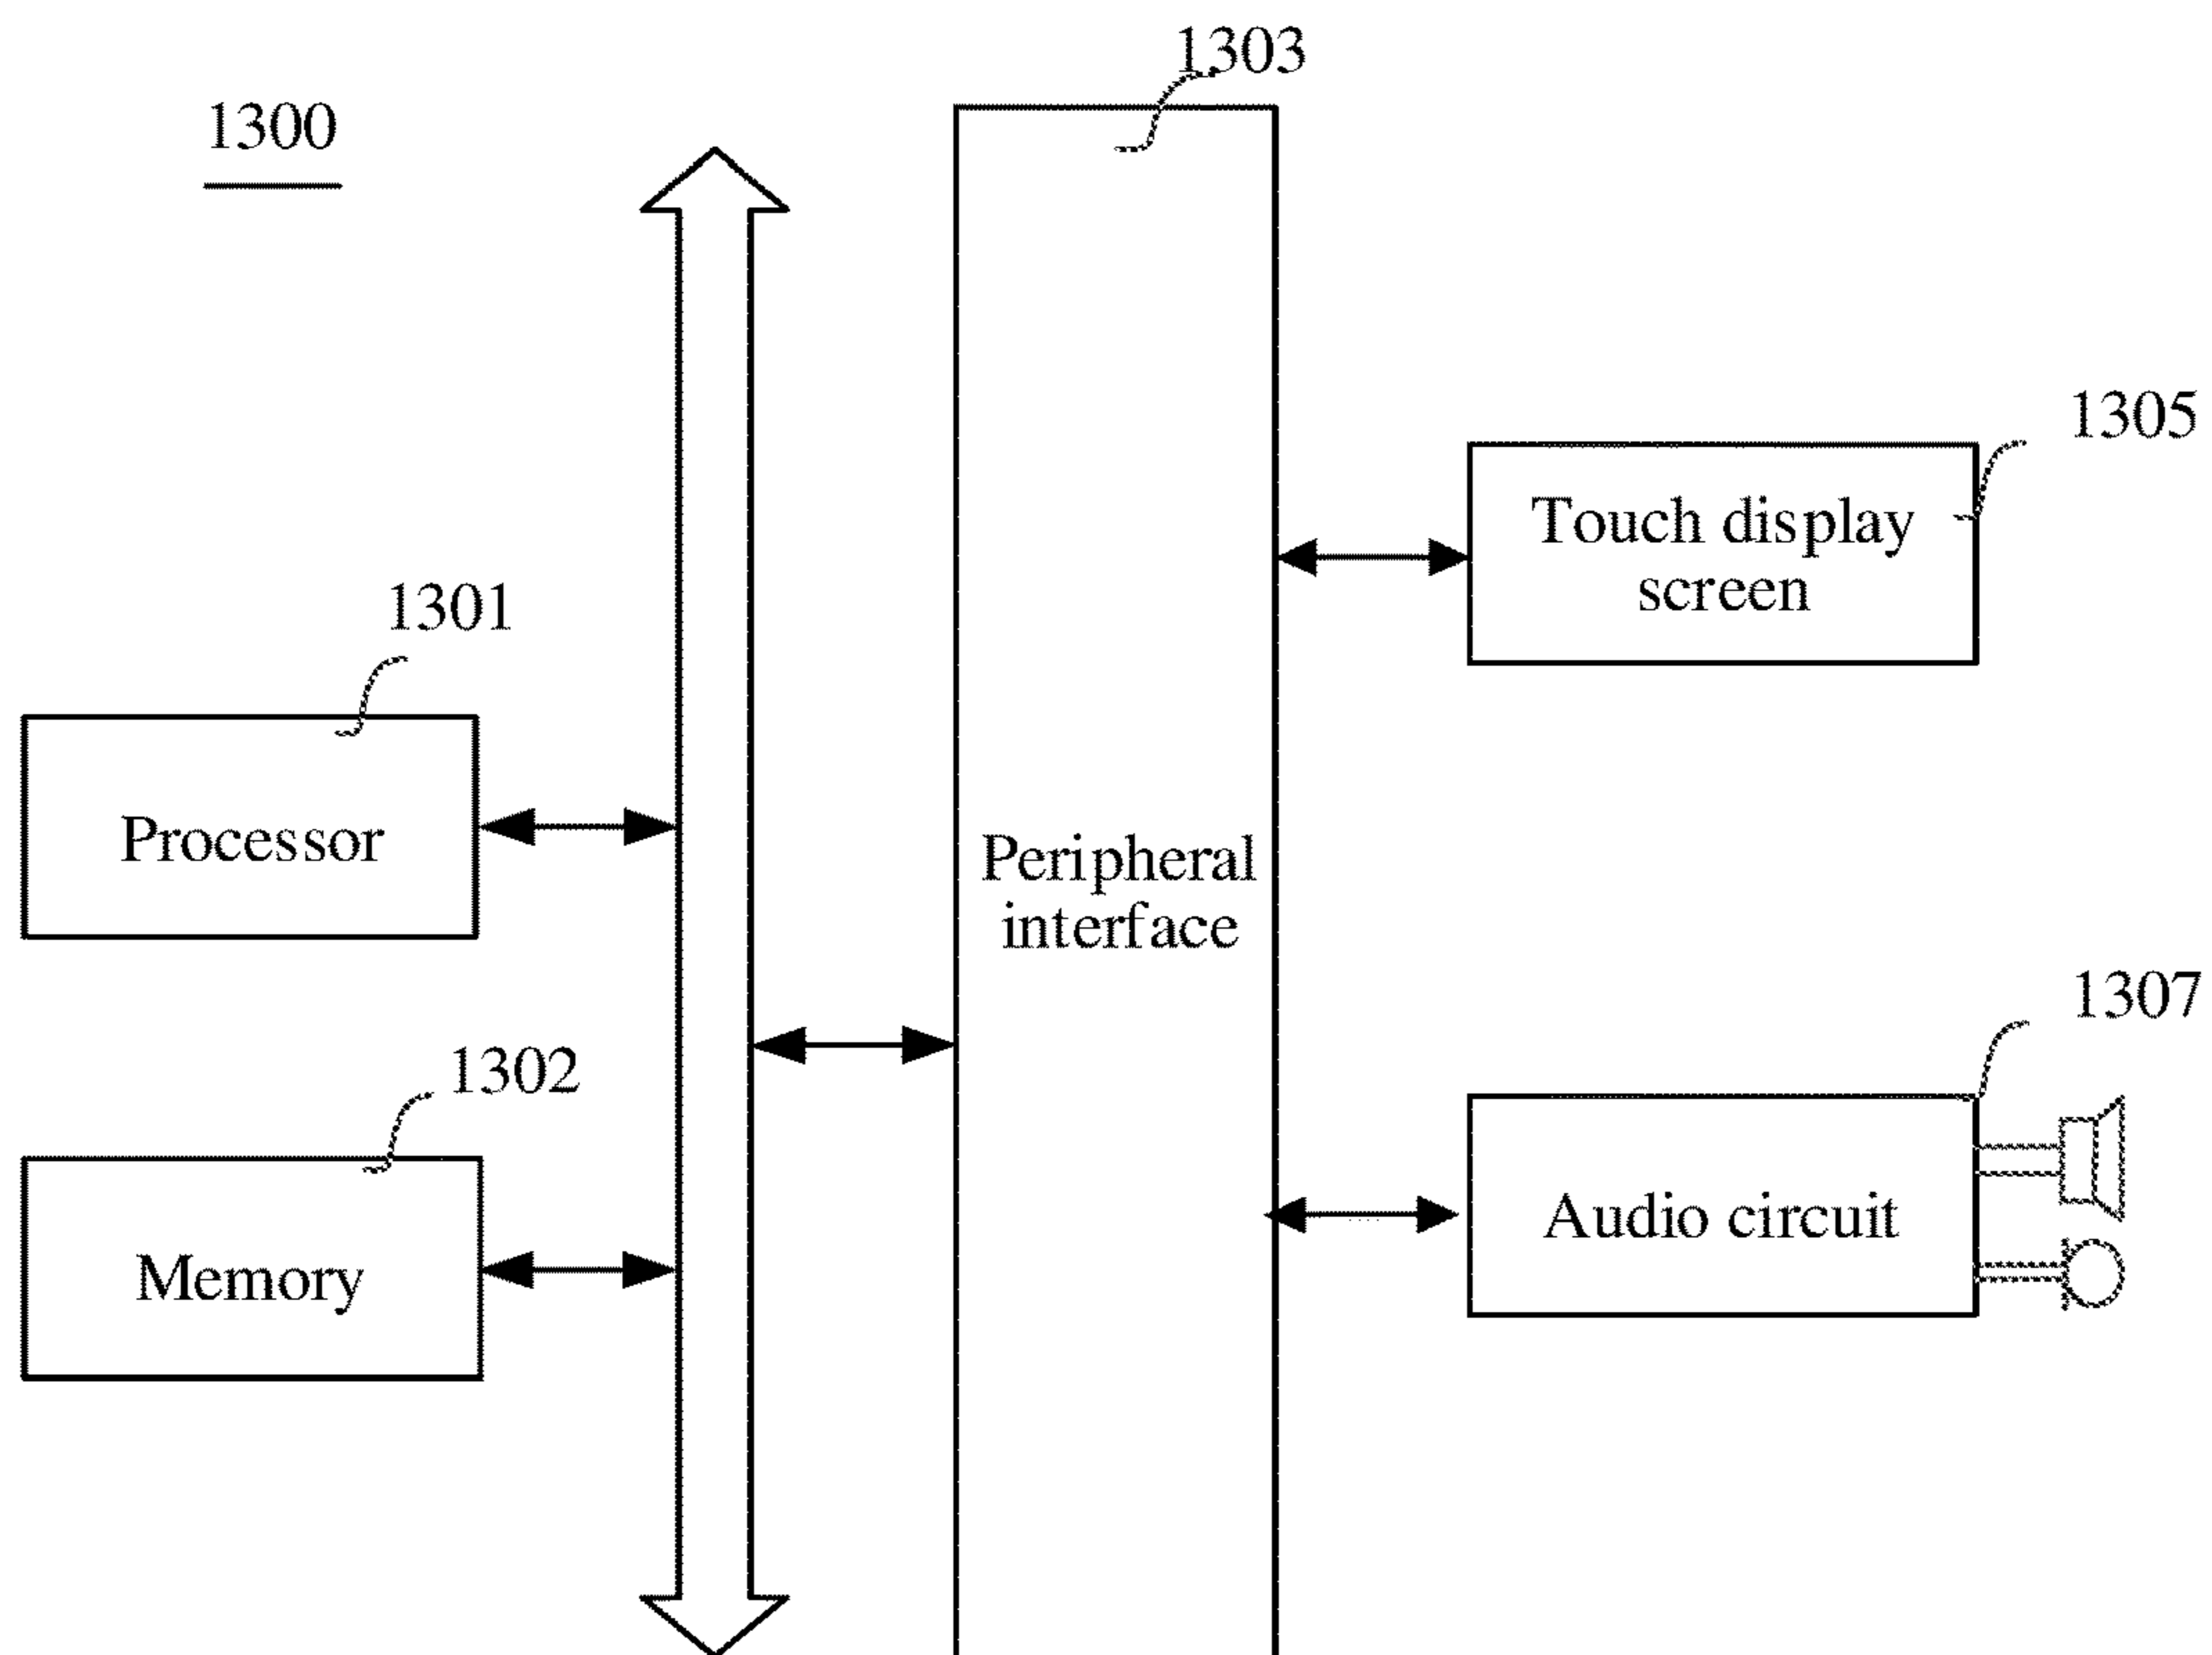 1303
1300
1305
Touch display
screen
1301
Processor
Peripheral
interface
1307
1302
Audio circuit
Memory